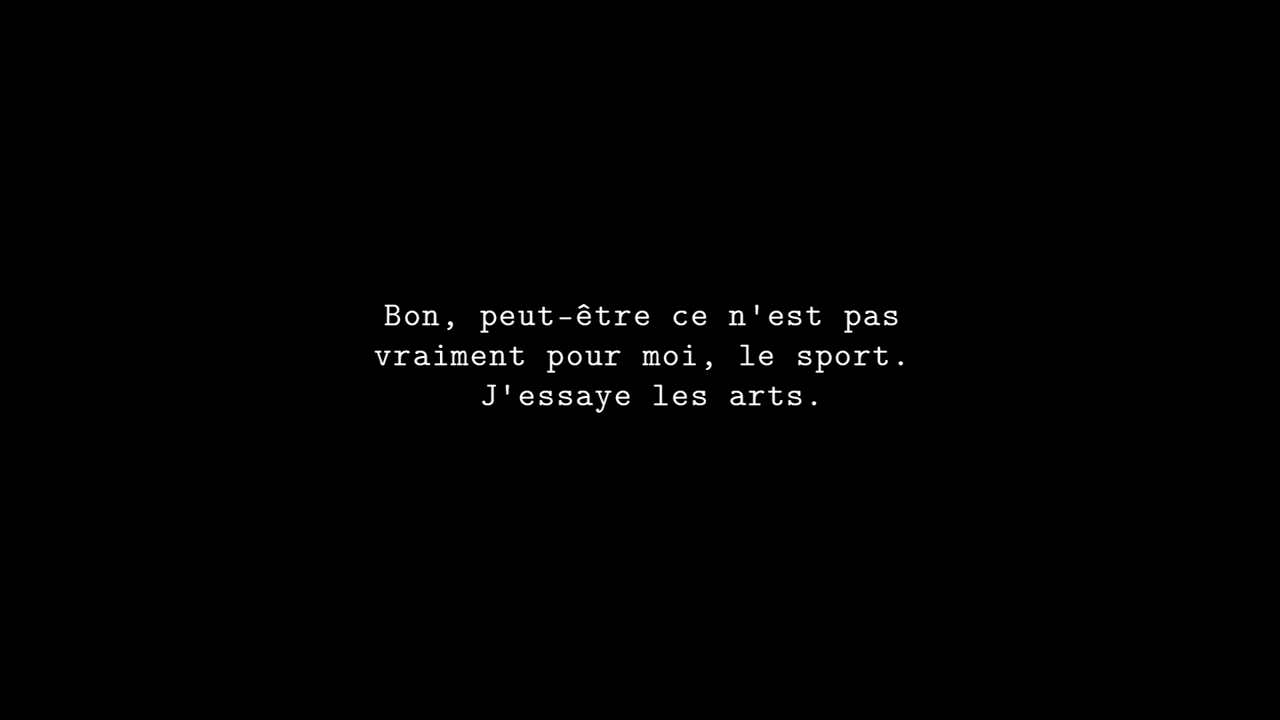 Bon, peut-être ce n'est pas
vraiment pour moi, le sport.
J'essaye les arts.